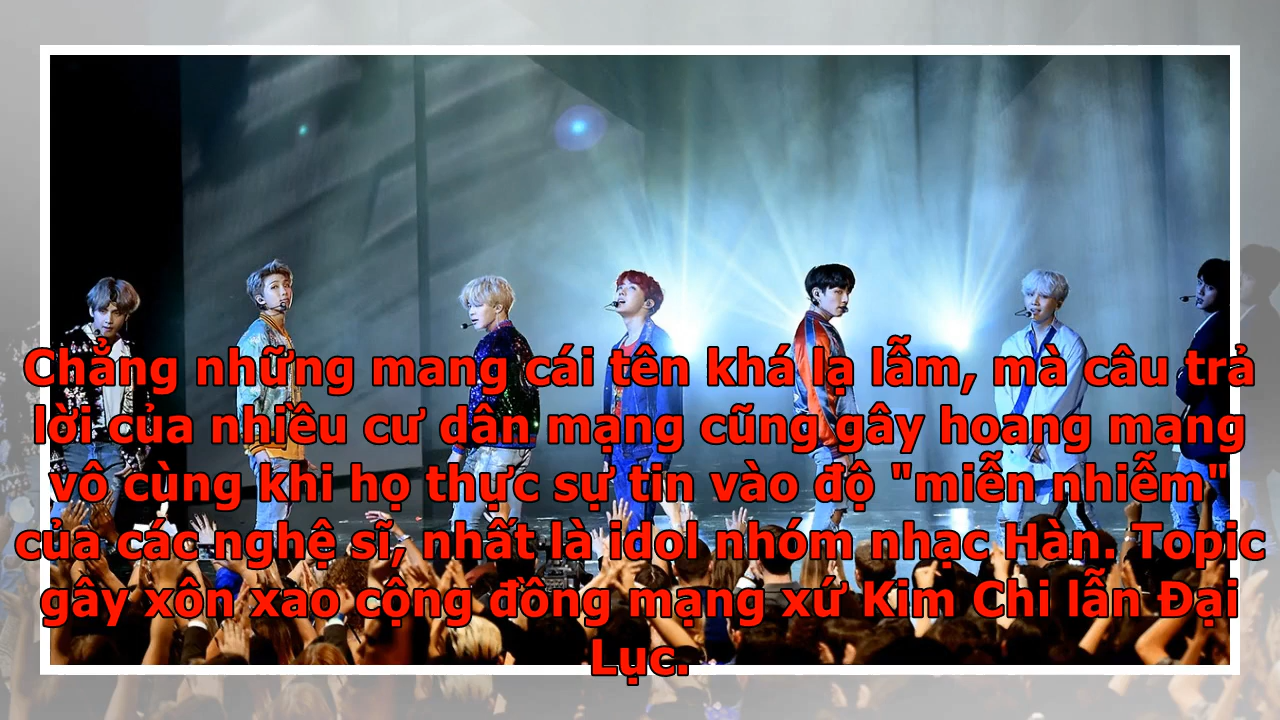 Chẳng những mang cái tên khá lạ lẫm, mà câu trả
lời của nhiều cư dân mạng cũng gây hoang mang
vô cùng khi họ thực sự tin vào độ "miễn nhiễm"
của các nghệ sĩ, nhất là idol nhóm nhạc Hàn. Topic
gây xôn xao cộng đồng mạng xứ Kim Chi lẫn Đại
Lục.